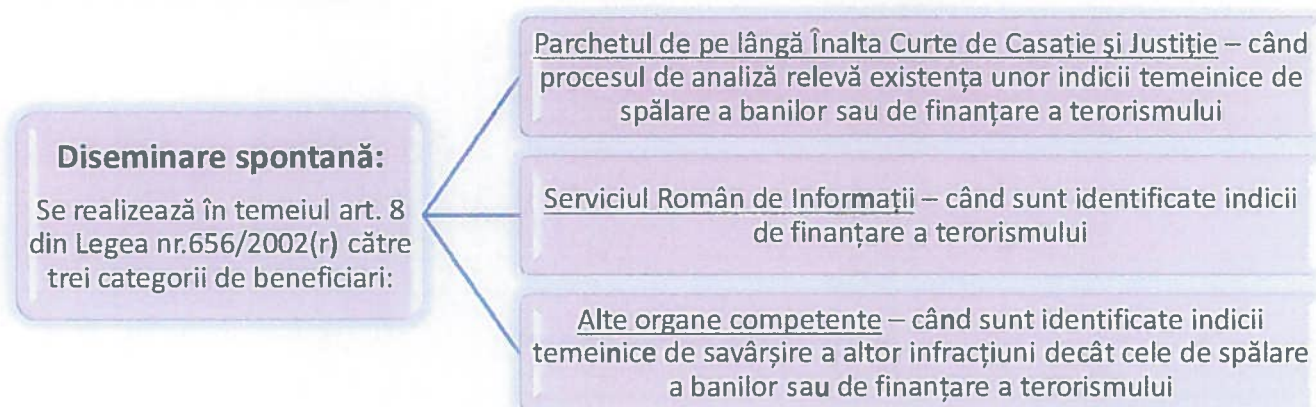 Diseminare spontană:
Se realizează în temeiul art. 8
din Legea nr.656/2002(r) către
trei categorii de beneficiari:
Parchetul de pe lângă Înalta Curte de Casație și Justiție – când
procesul de analiză relevă existența unor indicii temeinice de
spălare a banilor sau de finanțare a terorismului
Serviciul Român de Informații – când sunt identificate indicii
de finanțare a terorismului
Alte organe competente – când sunt identificate indicii
temeinice de savârșire a altor infracțiuni decât cele de spălare
a banilor sau de finanțare a terorismului